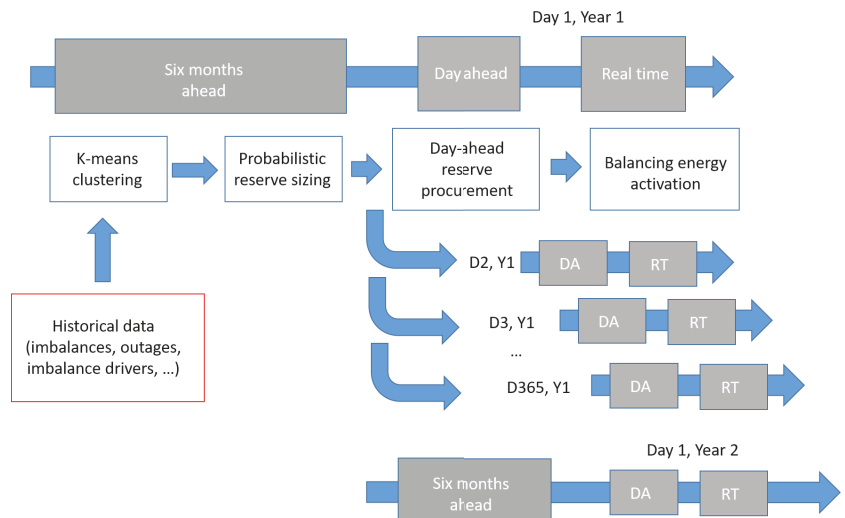 Day 1, Year 1
Six months
ahead
Day ahead
Real time
K-means
clustering
Probabilistic
reserve sizing
Day-ahead
reserve
procurement
Balancing energy
activation
D2, Y1
DA
RT
Historical data
(imbalances, outages,
imbalance drivers, ...)
D3, Y1
DA
RT
...
D365, Y1
DA
RT
Day 1, Year 2
Six months
ahead
DA
RT